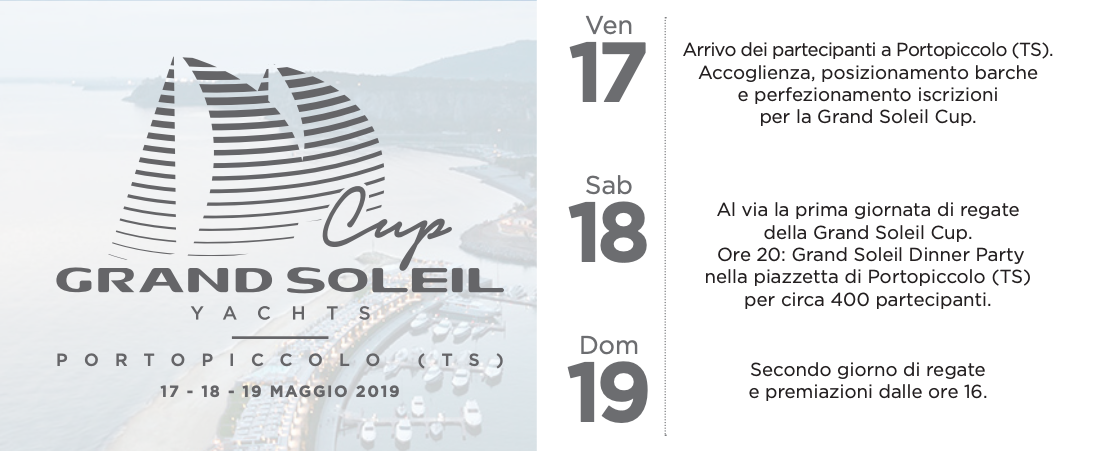 Cup
GRAND SOLEIL
YACHTS
PORTOPICCOLO (TS)
17 - 18 - 19 MAGGIO 2019
Ven
17
Arrivo dei partecipanti a Portopiccolo (TS).
Accoglienza, posizionamento barche
e perfezionamento iscrizioni
per la Grand Soleil Cup.
Sab
18
Al via la prima giornata di regate
della Grand Soleil Cup.
Ore 20: Grand Soleil Dinner Party
nella piazzetta di Portopiccolo (TS)
per circa 400 partecipanti.
Dom
19
Secondo giorno di regate
e premiazioni dalle ore 16.